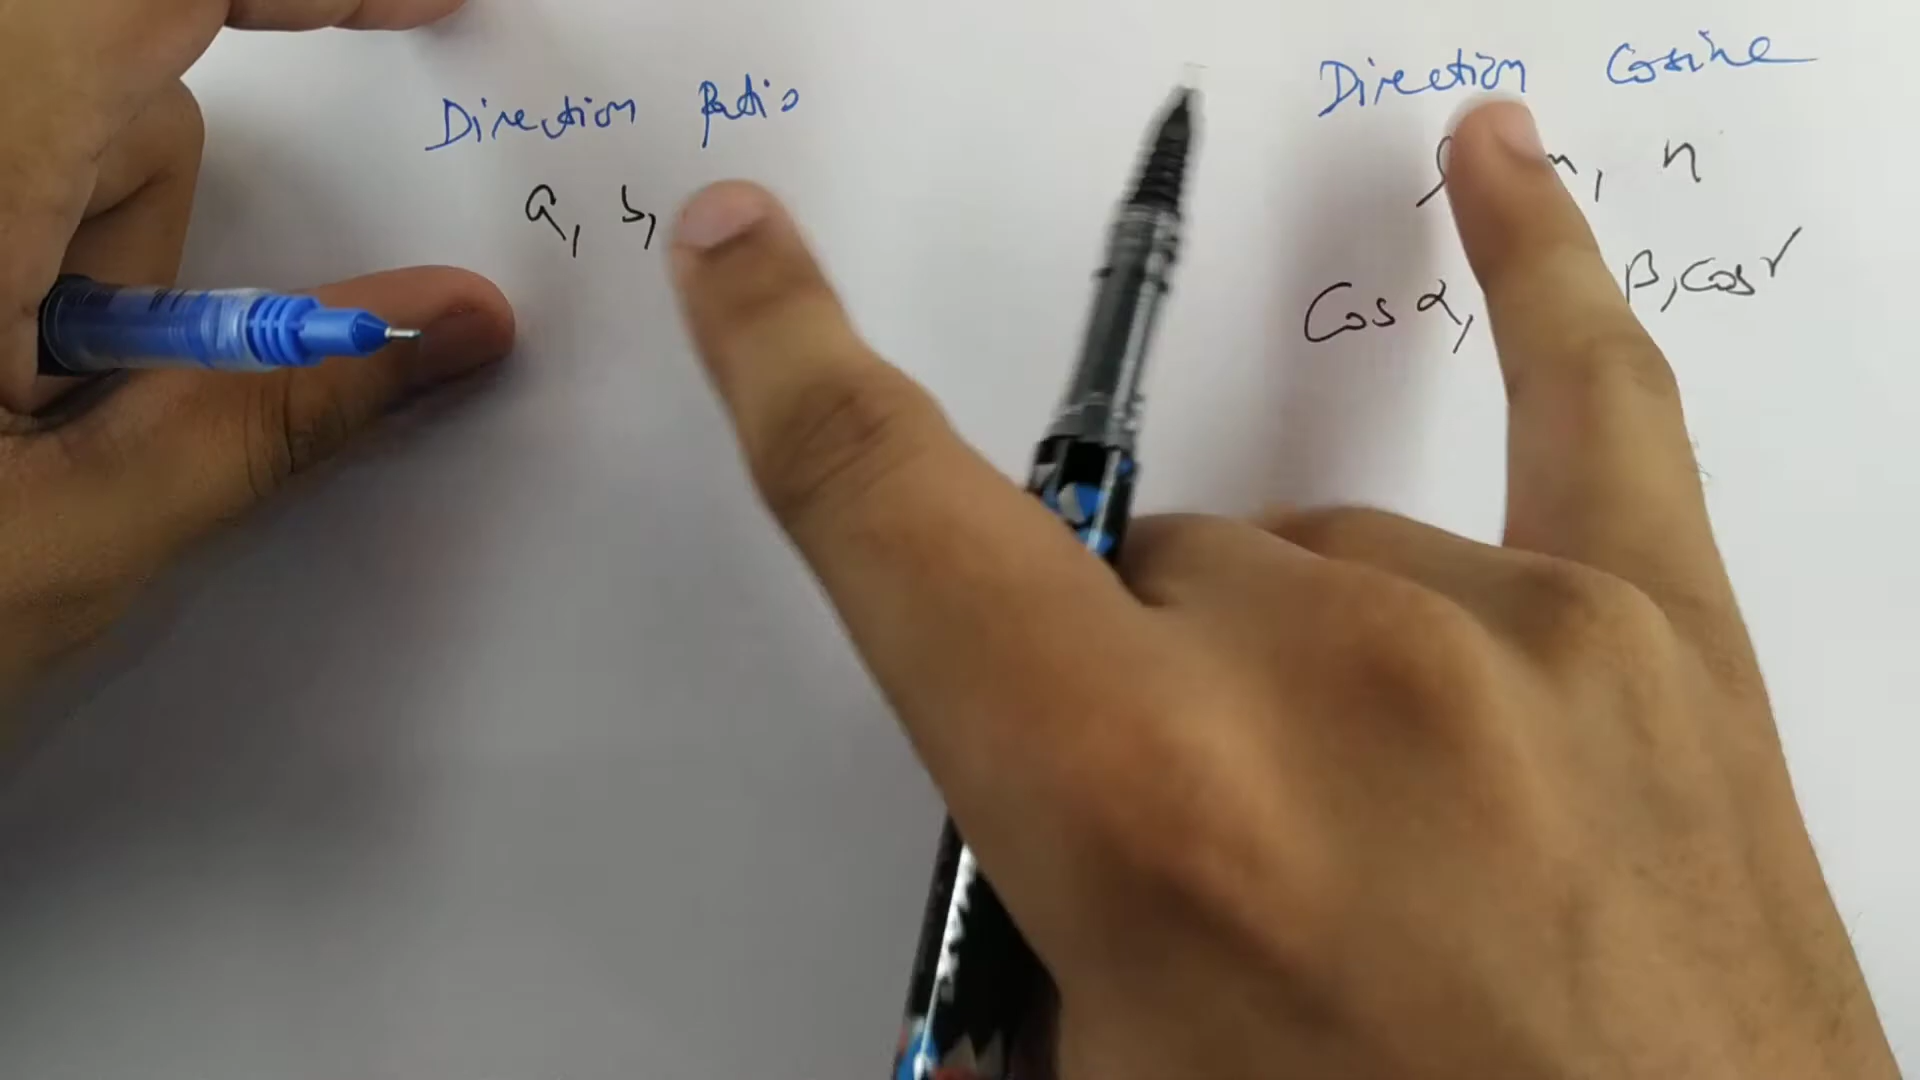 Direction Ratio
a, b,
Direction Cosine
l m, n
Cos α, β, Cos γ